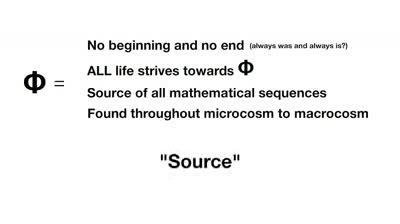 No beginning and no end (always was and always is?)
ALL life strives towards Φ
Φ =
Source of all mathematical sequences
Found throughout microcosm to macrocosm
"Source"